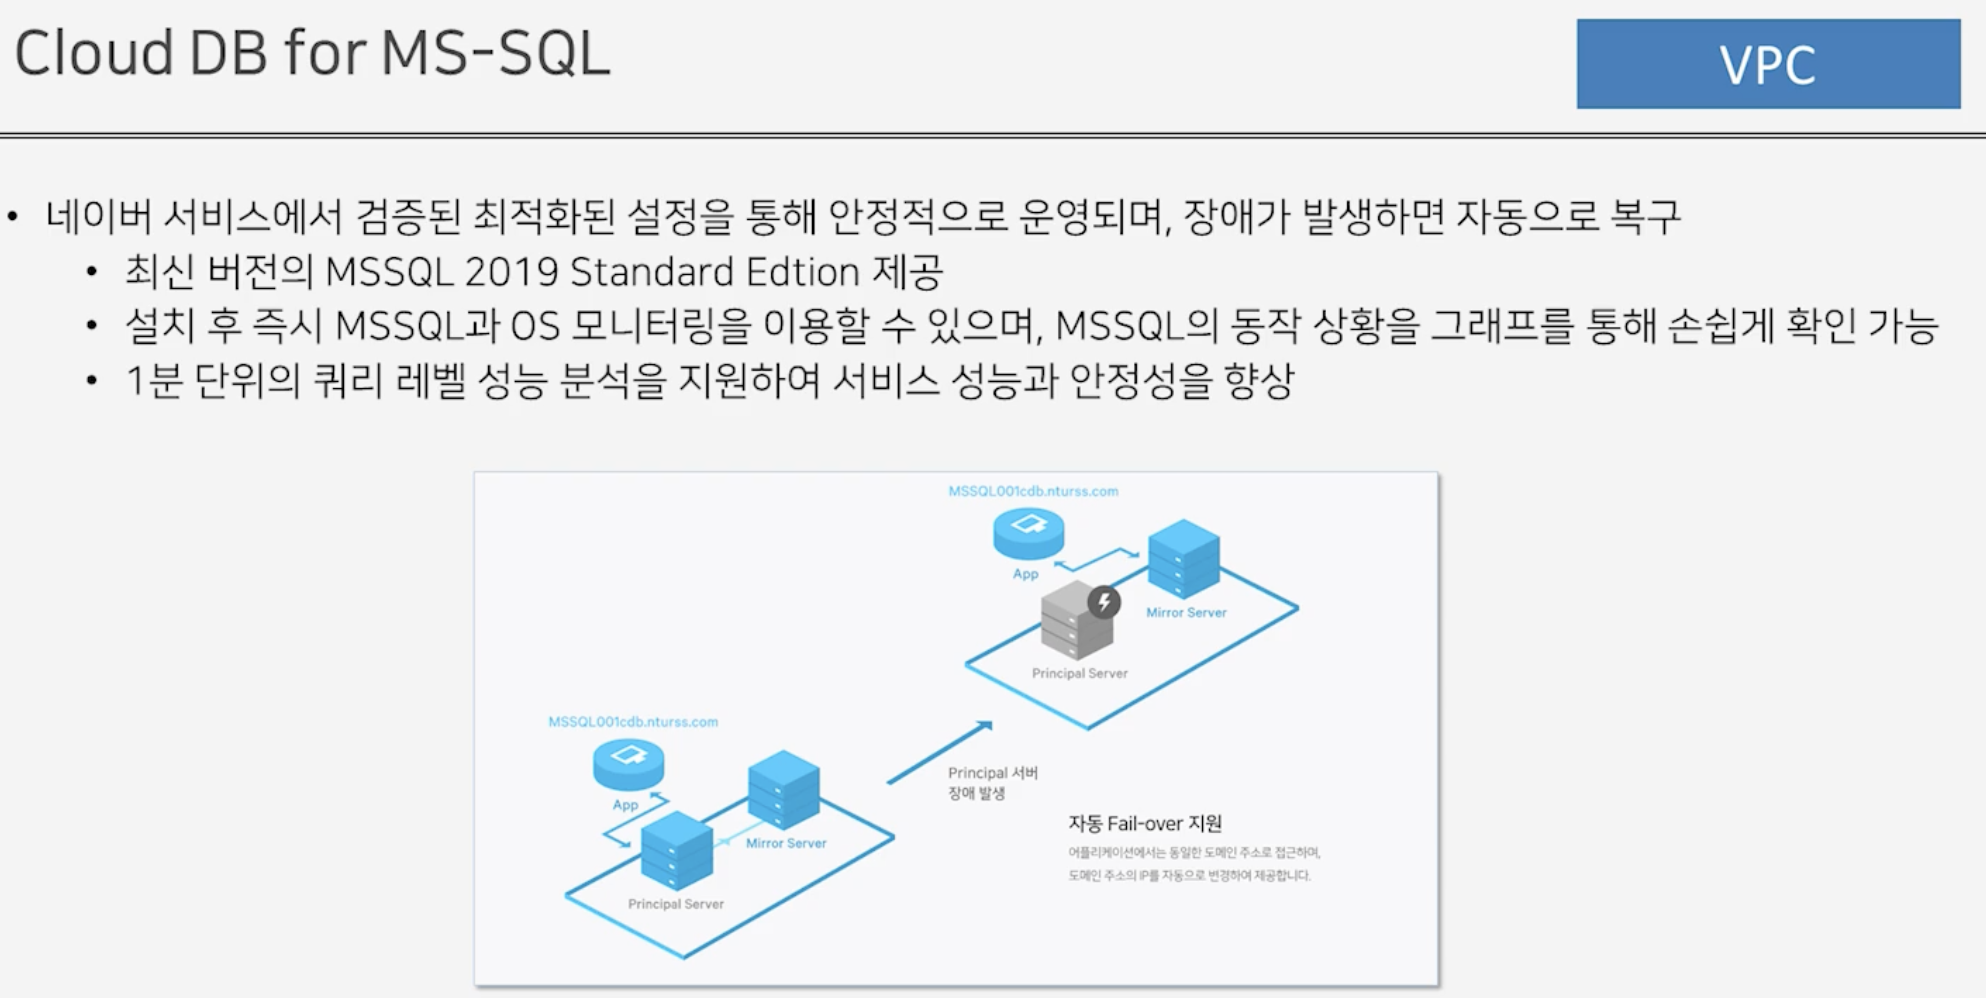 Cloud DB for MS-SQL
VPC
• 네이버 서비스에서 검증된 최적화된 설정을 통해 안정적으로 운영되며, 장애가 발생하면 자동으로 복구
• 최신 버전의 MSSQL 2019 Standard Edtion 제공
• 설치 후 즉시 MSSQL과 OS 모니터링을 이용할 수 있으며, MSSQL의 동작 상황을 그래프를 통해 손쉽게 확인 가능
• 1분 단위의 쿼리 레벨 성능 분석을 지원하여 서비스 성능과 안정성을 향상
MSSQL001cdb.nturss.com
App
Mirror Server
Principal Server
MSSQL001cdb.nturss.com
App
Mirror Server
Principal Server
Principal 서버
장애 발생
자동 Fail-over 지원
어플리케이션에서는 동일한 도메인 주소로 접근하며,
도메인 주소의 IP를 자동으로 변경하여 제공합니다.